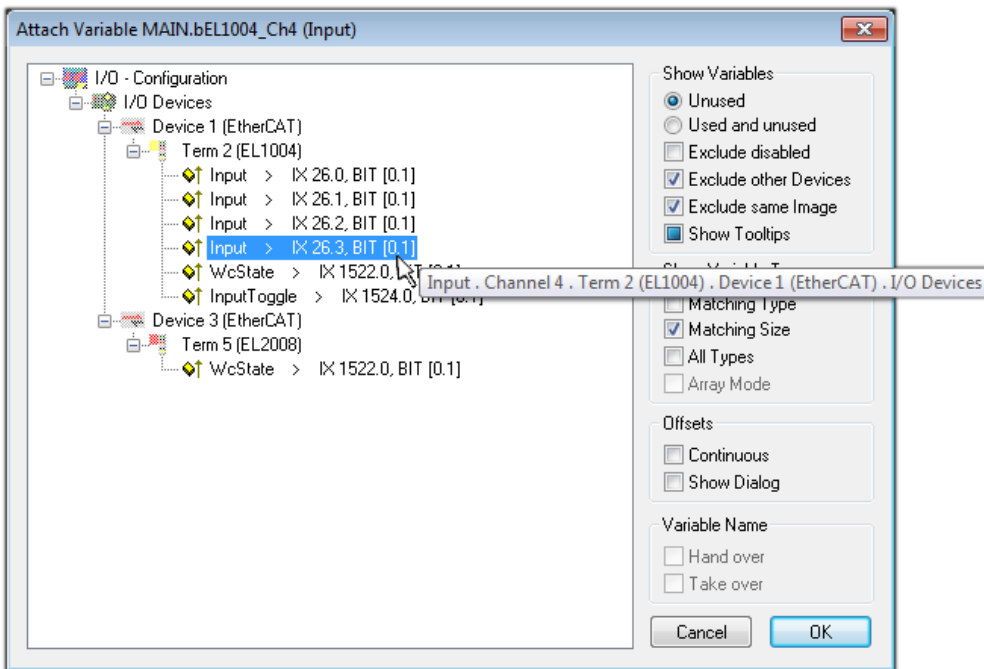 Attach Variable MAIN.bEL1004_Ch4 (Input)
I/O - Configuration
I/O Devices
Device 1 (EtherCAT)
Term 2 (EL1004)
Input > IX 26.0, BIT [0.1]
Input > IX 26.1, BIT [0.1]
Input > IX 26.2, BIT [0.1]
Input > IX 26.3, BIT [0.1]
WcState > IX 1522.0,
Input . Channel 4 . Term 2 (EL1004) . Device 1 (EtherCAT) . I/O Devices
InputToggle > IX 1524.0, BIT [0.1]
Device 3 (EtherCAT)
Term 5 (EL2008)
WcState > IX 1522.0, BIT [0.1]
Show Variables
Unused
Used and unused
Exclude disabled
Exclude other Devices
Exclude same Image
Show Tooltips
Matching Type
Matching Size
All Types
Array Mode
Offsets
Continuous
Show Dialog
Variable Name
Hand over
Take over
Cancel
OK